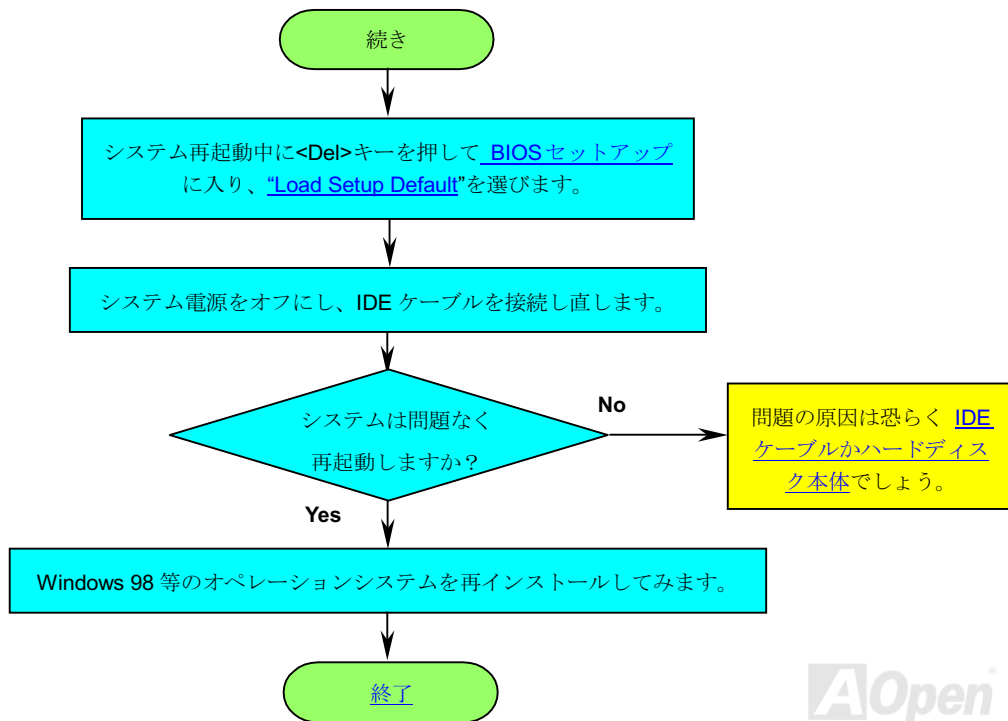 続き
システム再起動中に<Del>キーを押して BIOS セットアップ
に入り、“Load Setup Default”を選びます。
システム電源をオフにし、IDE ケーブルを接続し直します。
システムは問題なく
再起動しますか？
No
問題の原因は恐らく IDE
ケーブルかハードディス
ク本体でしょう。
Yes
Windows 98 等のオペレーションシステムを再インストールしてみます。
終了
AOpen®